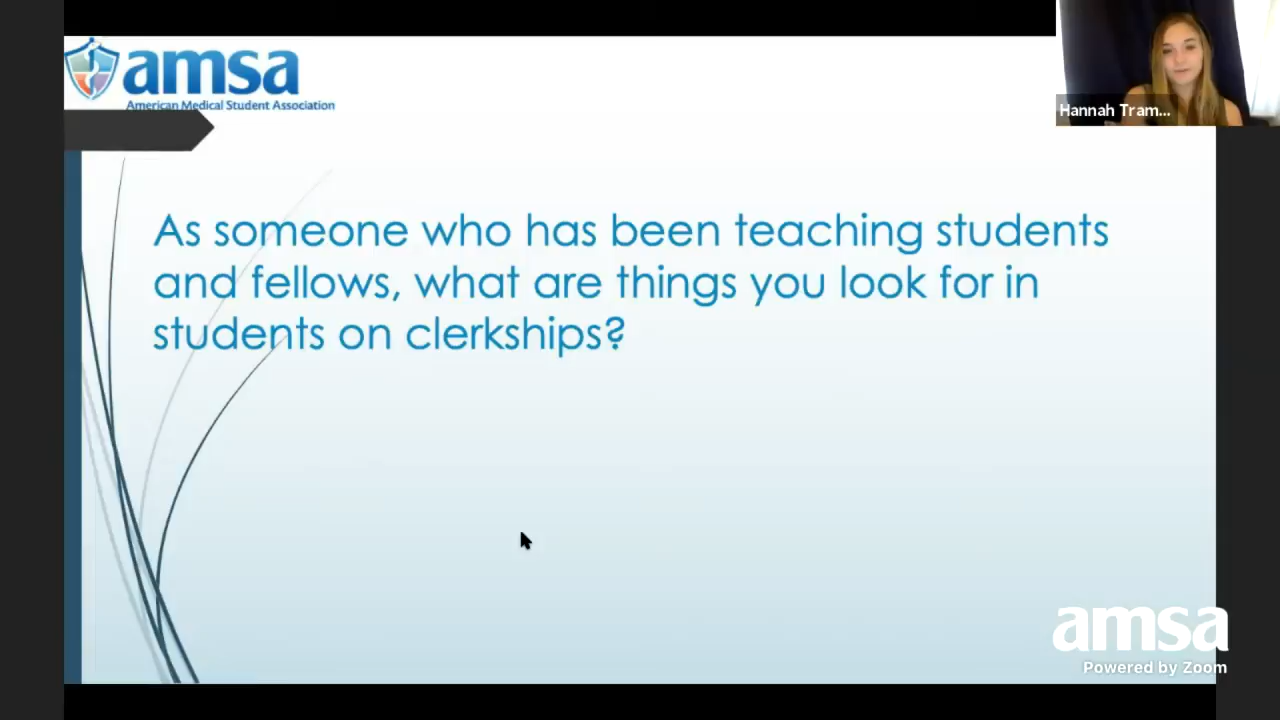 amsa
American Medical Student Association
Hannah Tram...
As someone who has been teaching students
and fellows, what are things you look for in
students on clerkships?
amsa
Powered by Zoom